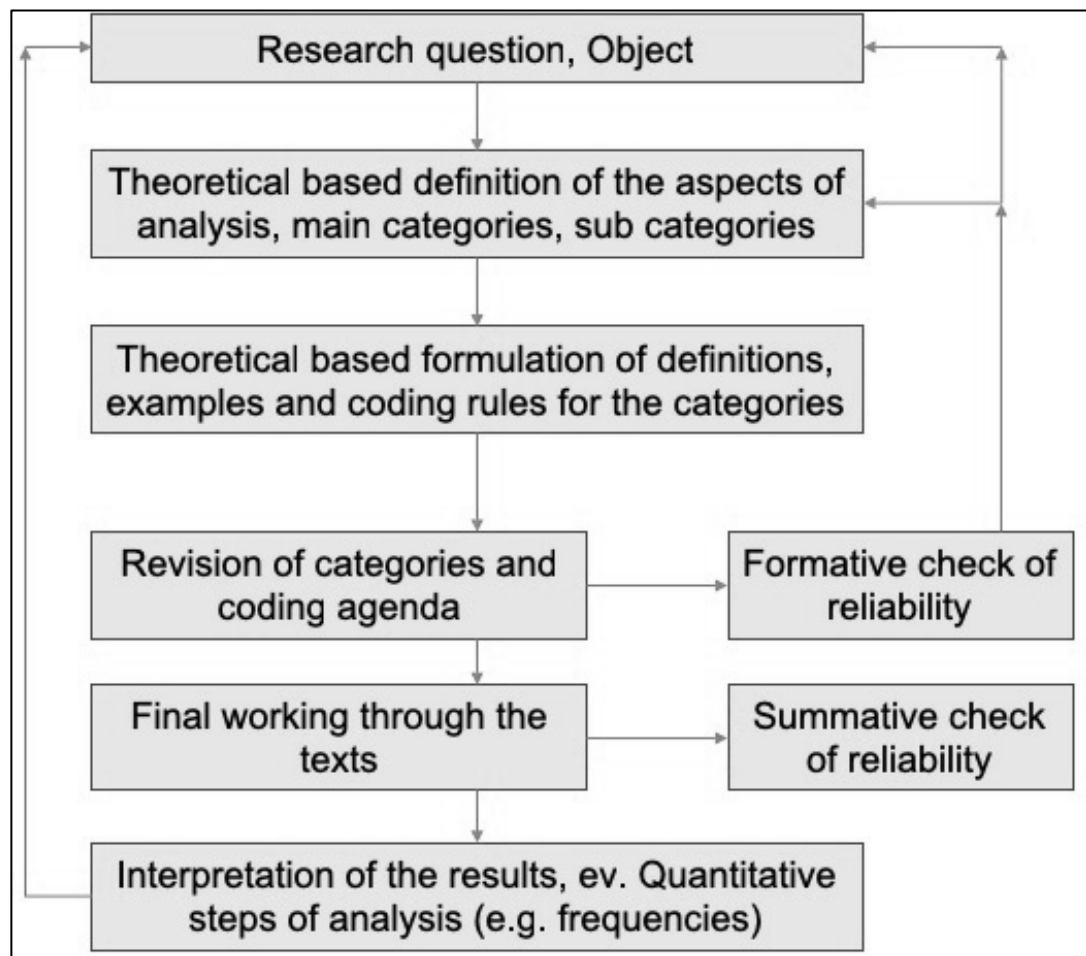 Research question, Object
Theoretical based definition of the aspects of
analysis, main categories, sub categories
Theoretical based formulation of definitions,
examples and coding rules for the categories
Revision of categories and
coding agenda
Formative check of
reliability
Final working through the
texts
Summative check
of reliability
Interpretation of the results, ev. Quantitative
steps of analysis (e.g. frequencies)